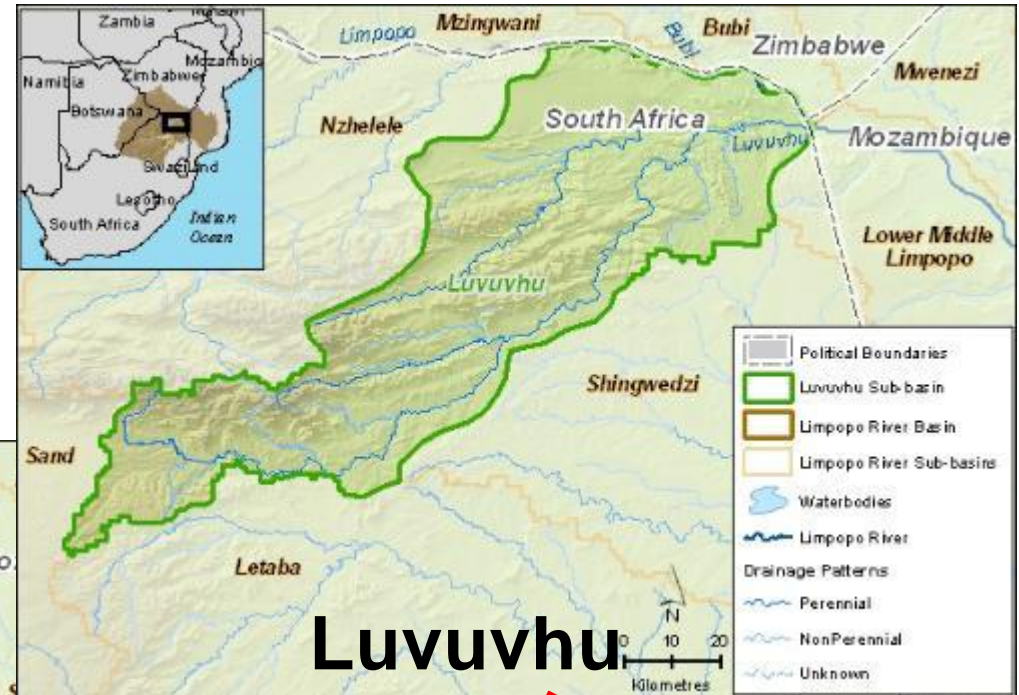 Zambia
Namibia
Zimbabwe
Mozambiq
Botswana
Swaziland
Lesotho
South Africa
Indian
Ocean
Limpopo
Mzingwani
Bubi
Bubi
Zimbabwe
Mwenezi
Nzhelele
South Africa
Luvuvhu
Mozambique
Lower Middle
Limpopo
Luvuvhu
Shingwedzi
Sand
Letaba
Luvuvhu
N
0 10 20
Kilometres
Political Boundaries
Luvuvhu Sub-basin
Limpopo River Basin
Limpopo River Sub-basins
Waterbodies
Limpopo River
Drainage Patterns
Perennial
NonPerennial
Unknown